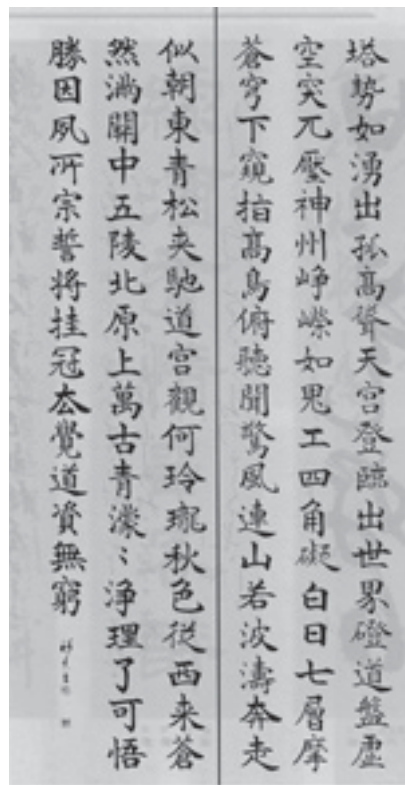 塔勢如湧出孤高聳天宮登臨出世界磴道盤虛
空突兀壓神州崢嶸如鬼工四角礙白日七層摩
蒼穹下窺指高鳥俯聽聞驚風連山若波濤奔走
似朝東青松夾馳道宮觀何玲瓏秋色從西来蒼
然滿關中五陵北原上萬古青濛〻淨理了可悟
勝因夙所宗誓將挂冠去覺道資無窮